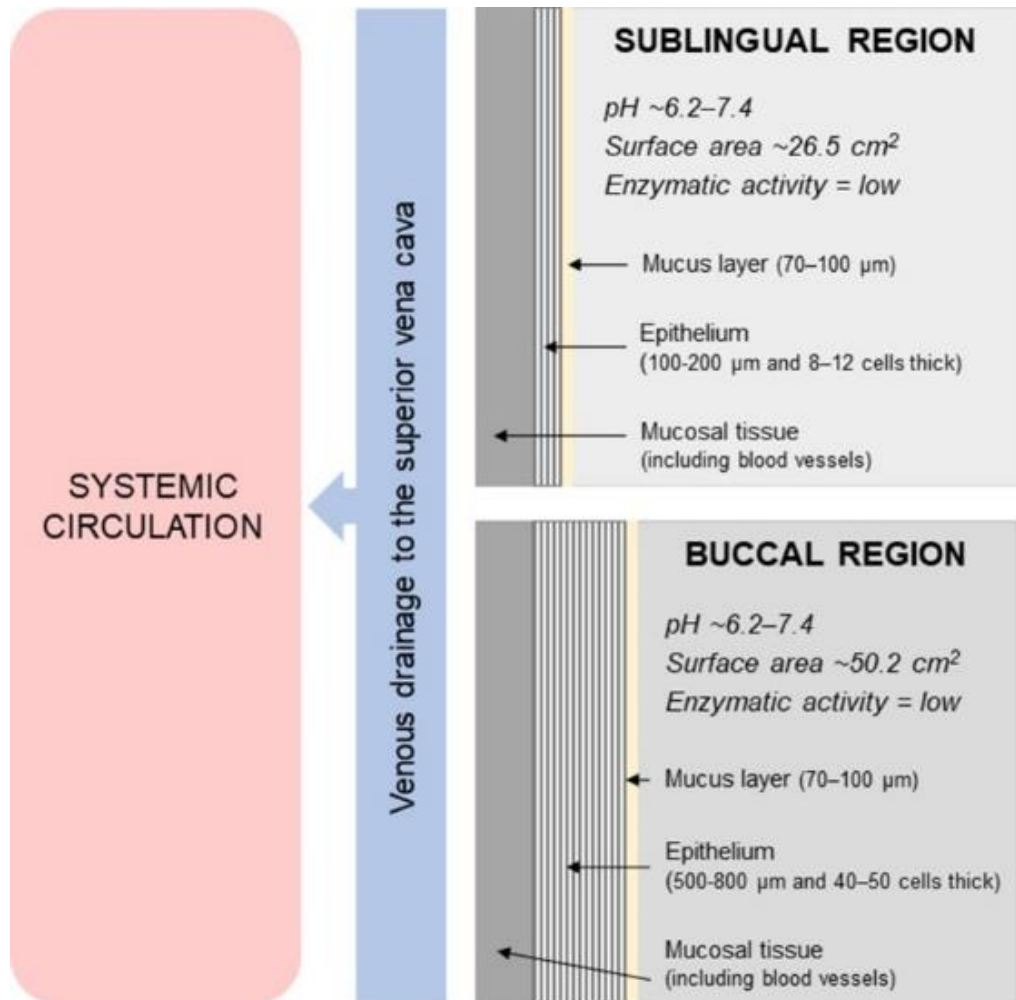 SYSTEMIC
CIRCULATION
Venous drainage to the superior vena cava
SUBLINGUAL REGION
pH ~6.2–7.4
Surface area ~26.5 cm²
Enzymatic activity = low
Mucus layer (70–100 µm)
Epithelium
(100-200 µm and 8–12 cells thick)
Mucosal tissue
(including blood vessels)
BUCCAL REGION
pH ~6.2–7.4
Surface area ~50.2 cm²
Enzymatic activity = low
Mucus layer (70–100 µm)
Epithelium
(500-800 µm and 40–50 cells thick)
Mucosal tissue
(including blood vessels)